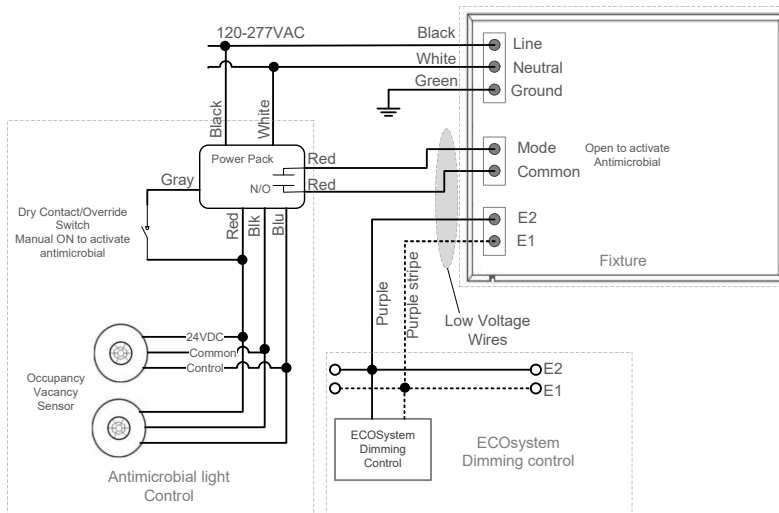 120-277VAC
Black
Line
White
Neutral
Green
Ground
Black
White
Power Pack
N/O
Red
Red
Mode
Common
Open to activate
Antimicrobial
Gray
Dry Contact/Override
Switch
Manual ON to activate
antimicrobial
Red
Blk
Blu
E2
E1
Fixture
Purple
Purple stripe
Low Voltage
Wires
24VDC
Common
Control
Occupancy
Vacancy
Sensor
E2
E1
ECOSystem
Dimming
Control
ECOsystem
Dimming control
Antimicrobial light
Control